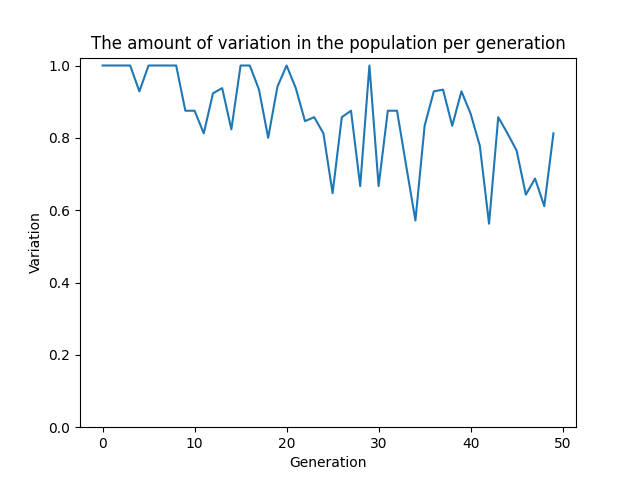 The amount of variation in the population per generation
1.0
0.8
0.6
0.4
0.2
0.0
Variation
0 10 20 30 40 50
Generation